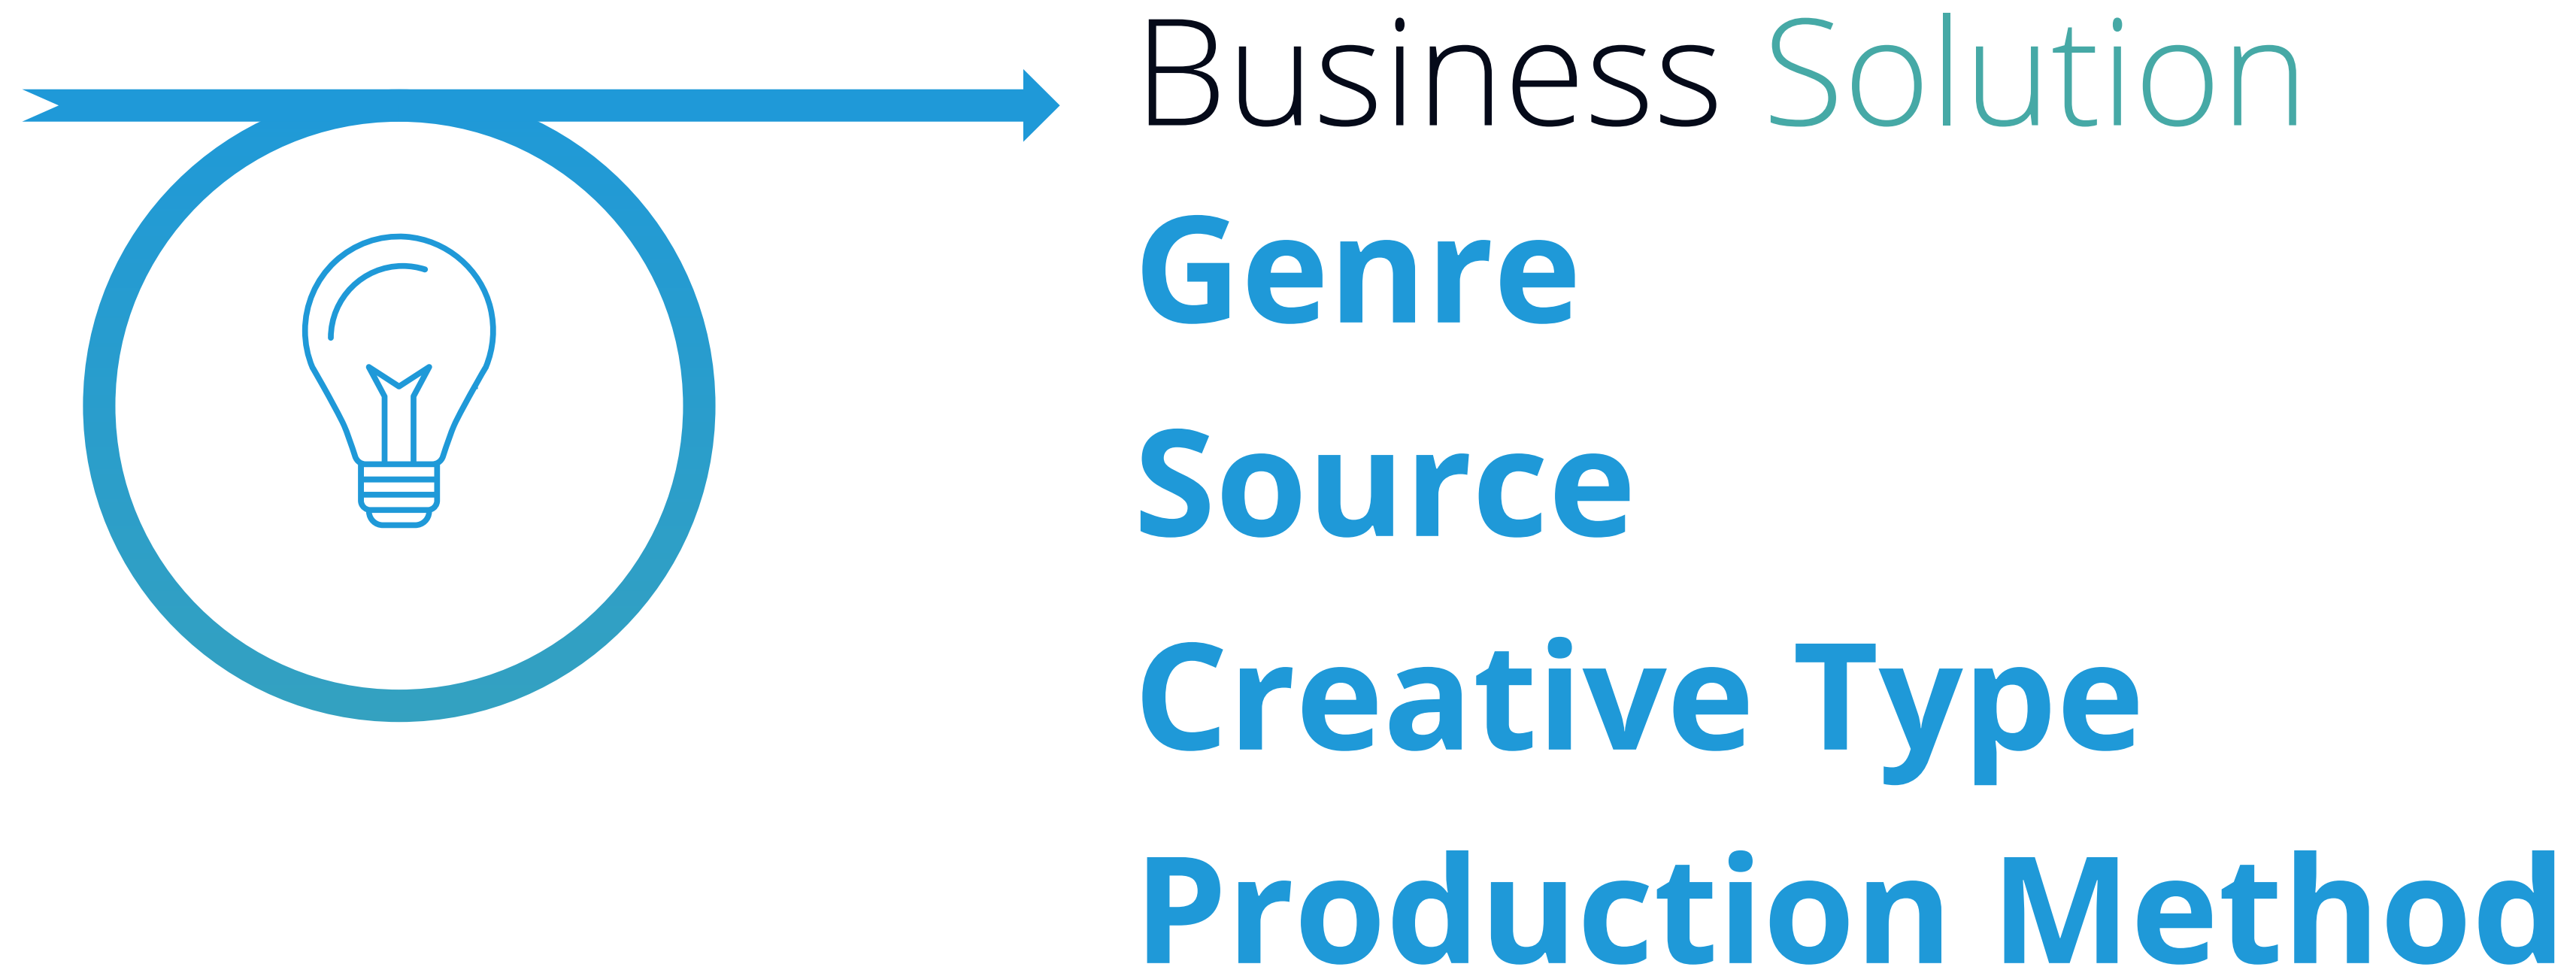 Business Solution
Genre
Source
Creative Type
Production Method